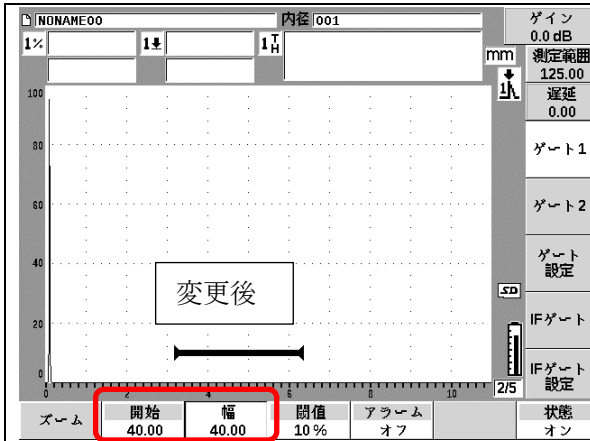 NONAME00 内径 001 ゲイン
0.0 dB
1% 1 1 T H mm 測定範囲
125.00
1 遅延
0.00
100
80 ゲート1
60 ゲート2
40 ゲート
設定
変更後
SD
20 IFゲート
0 IFゲート
設定
2 4 6 8 10 2/5
ズーム 開始 幅 閾値 アラーム 状態
40.00 40.00 10 % オフ オン